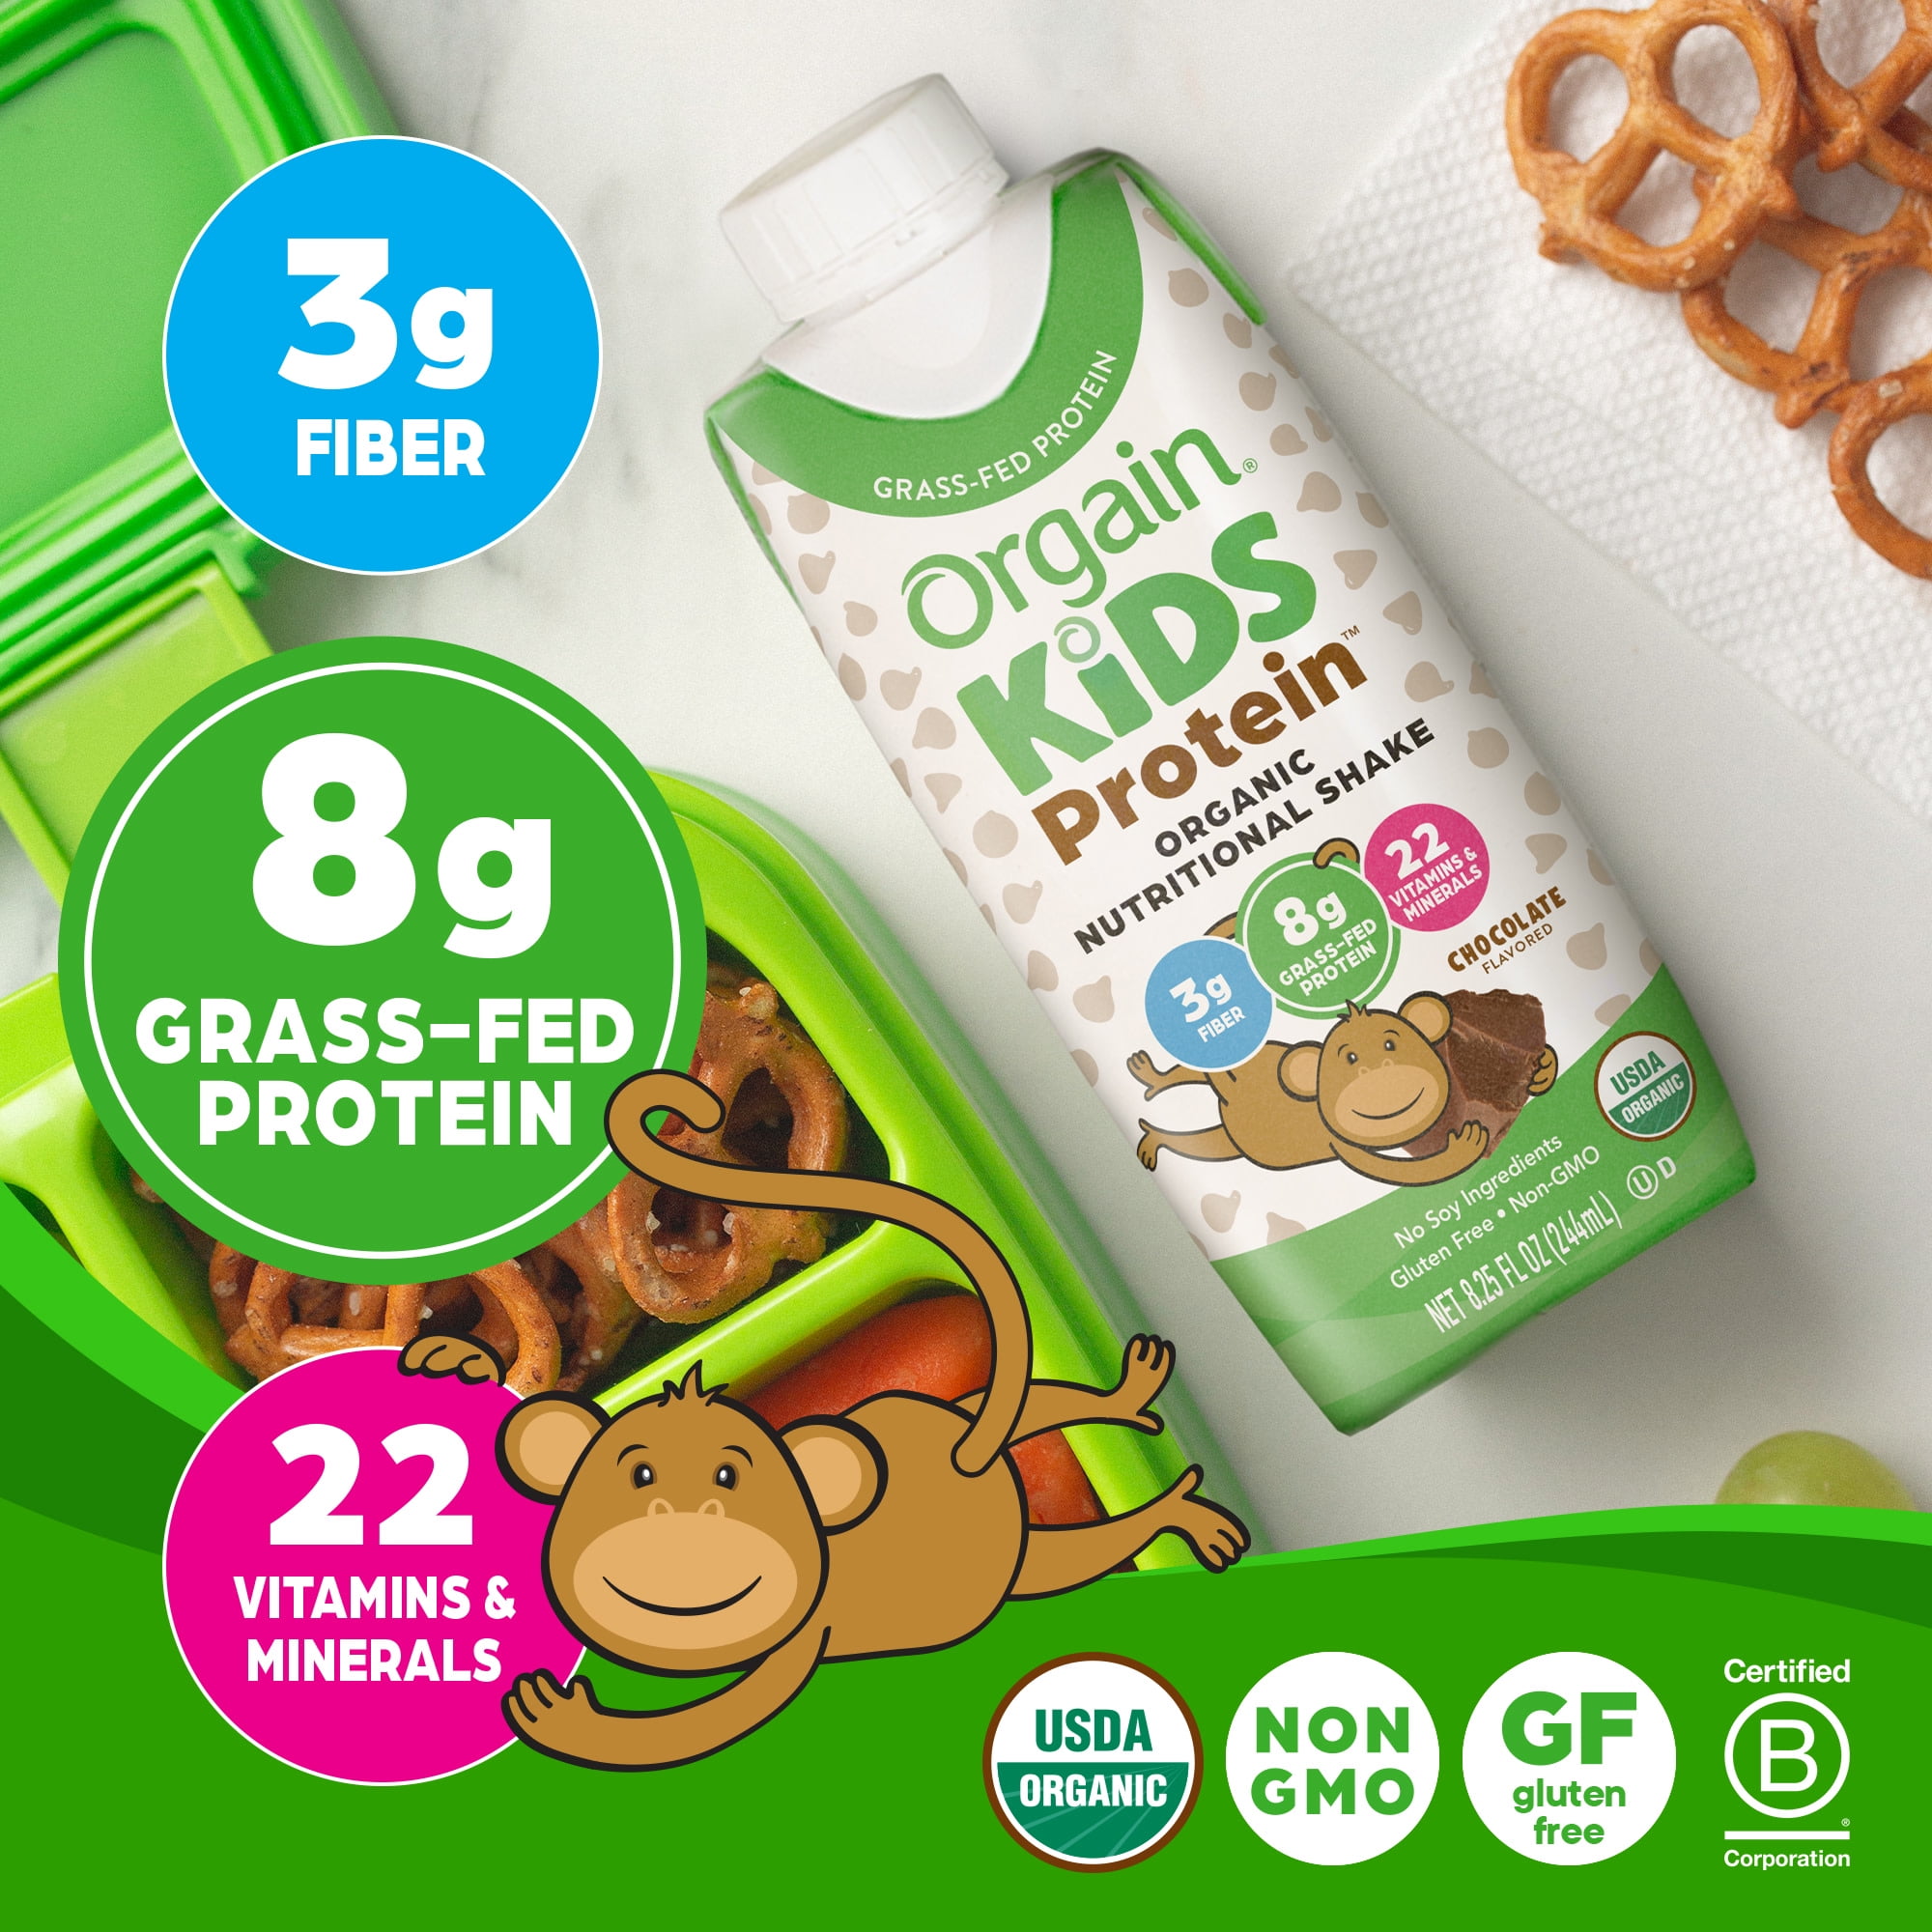 3g
FIBER
8g
GRASS-FED
PROTEIN
22
VITAMINS &
MINERALS
GRASS-FED PROTEIN
Orgain®
KiDS
Protein™
ORGANIC
NUTRITIONAL SHAKE
3g
FIBER
8g
GRASS-FED
PROTEIN
22
VITAMINS &
MINERALS
CHOCOLATE
FLAVORED
USDA
ORGANIC
No Soy Ingredients
Gluten Free • Non-GMO
NET 8.25 FL OZ (244mL)
U D
USDA
ORGANIC
NON
GMO
GF
gluten
free
Certified
B
®
Corporation